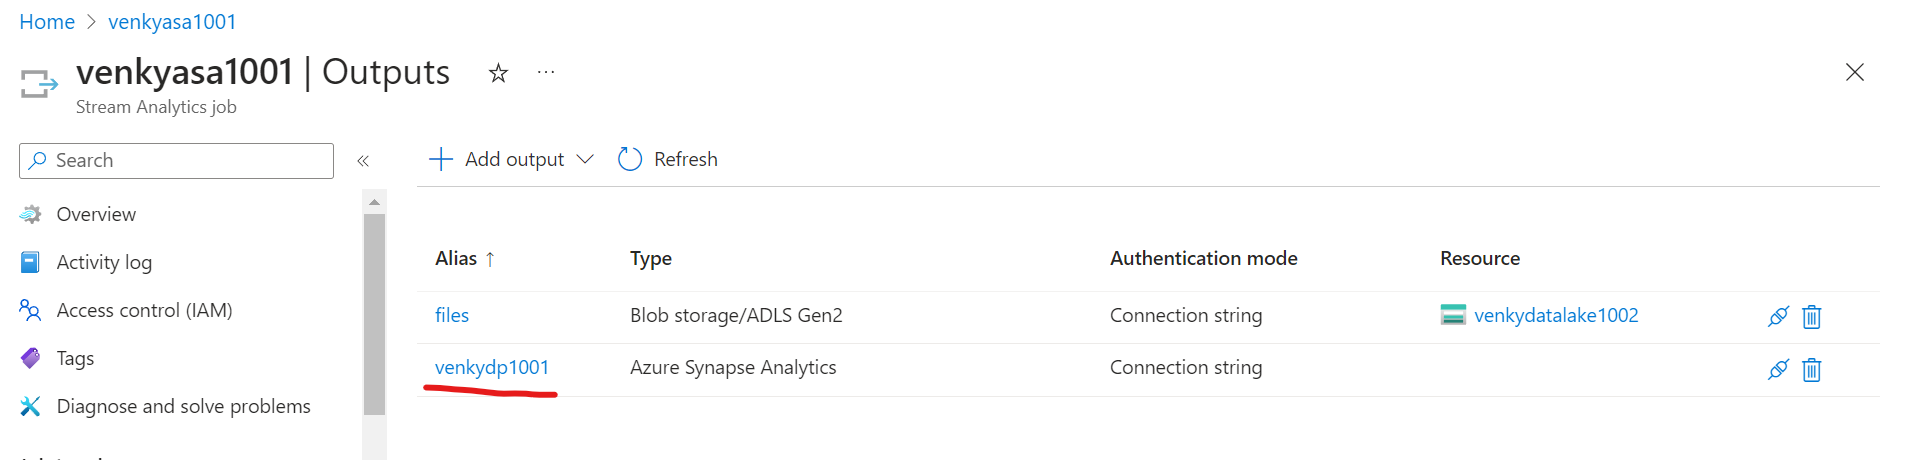 Home > venkyasa1001
venkyasa1001 | Outputs ☆ ...
Stream Analytics job
Search «
Add output Refresh
Overview
Activity log
Access control (IAM)
Tags
Diagnose and solve problems
Alias ↑ Type Authentication mode Resource
files Blob storage/ADLS Gen2 Connection string venkydatalake1002
venkydp1001 Azure Synapse Analytics Connection string